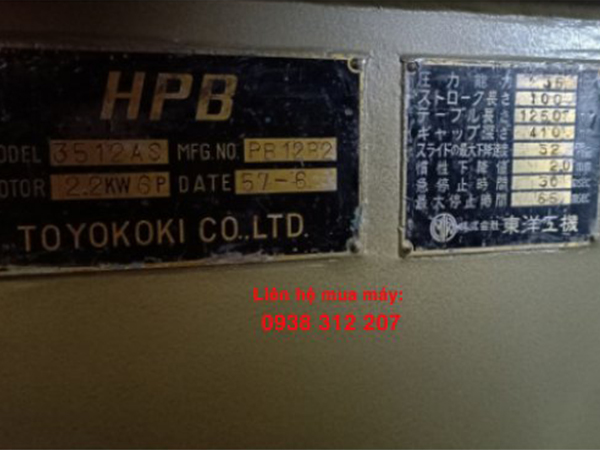 HPB
MODEL 3512AS MFG.NO. PB1282
MOTOR 2.2KW 6P DATE 57-6
TOYOKOKI CO.,LTD.
圧力能力 35
ストローク長さ 100
テーブル長さ 1250
ギャップ深さ 410
スライドの最大下降速度 52
惰性下降値 2.0
急停止時間 30
最大停止時間 65
株式会社 東洋工機
Liên hệ mua máy:
0938 312 207